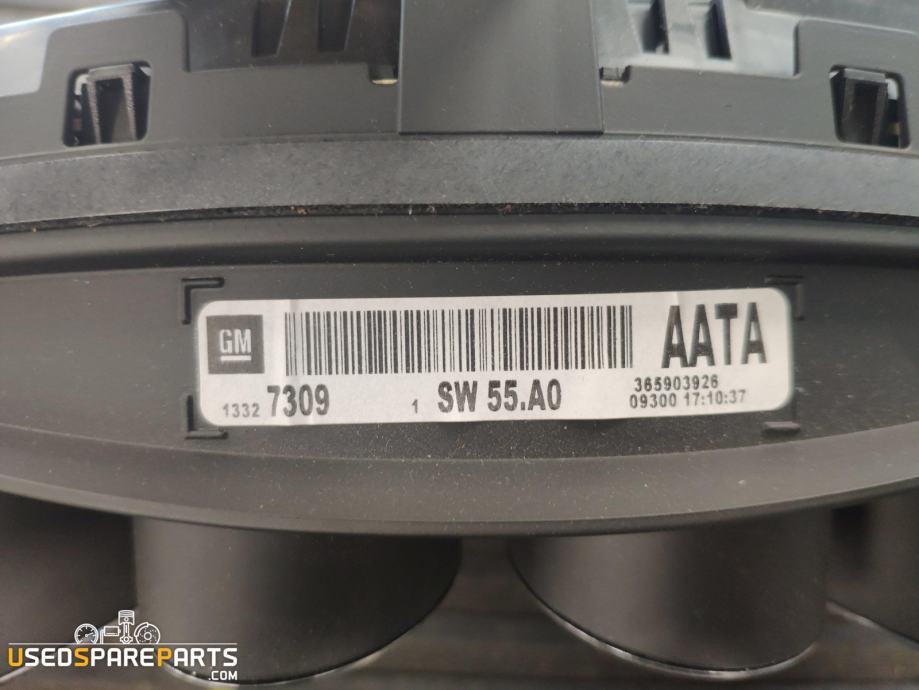 GM
AATA
1332 7309 1 SW 55.A0
365903926
09300 17:10:37
USEDSPAREPARTS
.COM